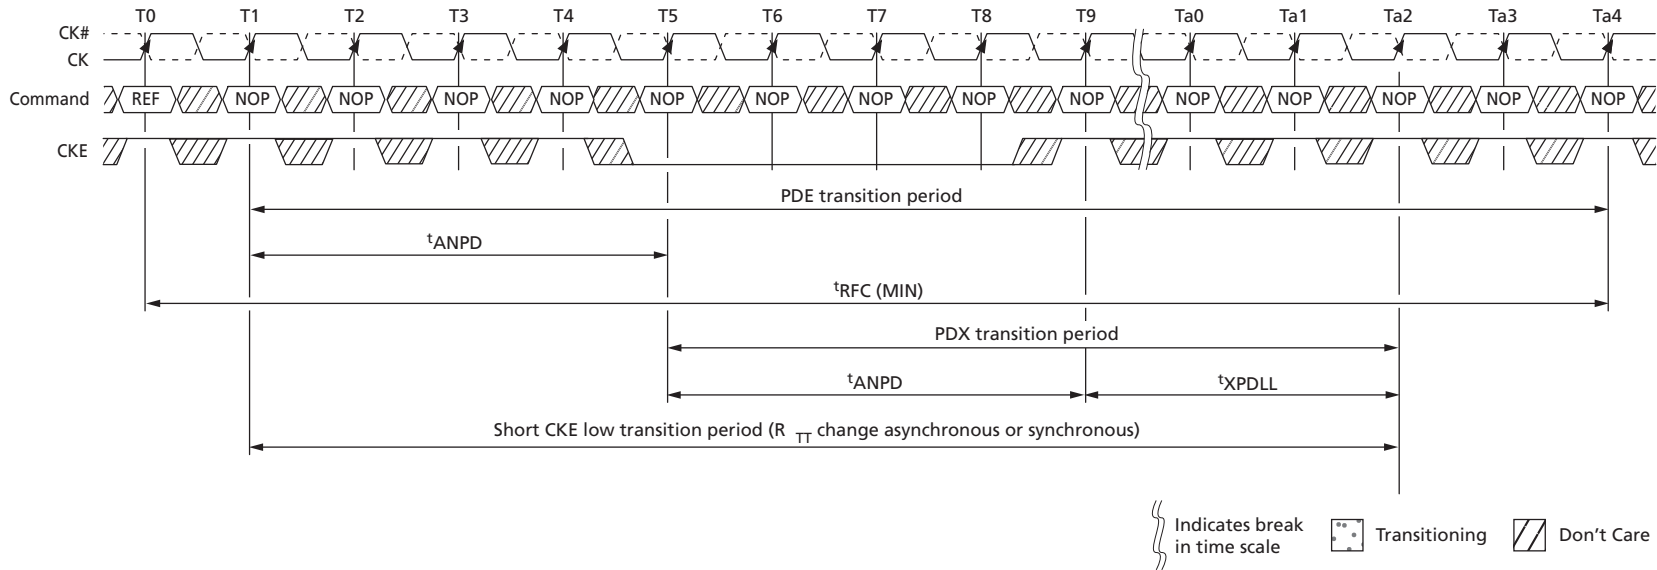 T0 T1 T2 T3 T4 T5 T6 T7 T8 T9 Ta0 Ta1 Ta2 Ta3 Ta4
CK#
CK
Command REF NOP NOP NOP NOP NOP NOP NOP NOP NOP NOP NOP NOP NOP NOP
CKE
PDE transition period
tANPD
tRFC (MIN)
PDX transition period
tANPD tXPDLL
Short CKE low transition period (R TT change asynchronous or synchronous)
Indicates break
in time scale
Transitioning
Don't Care